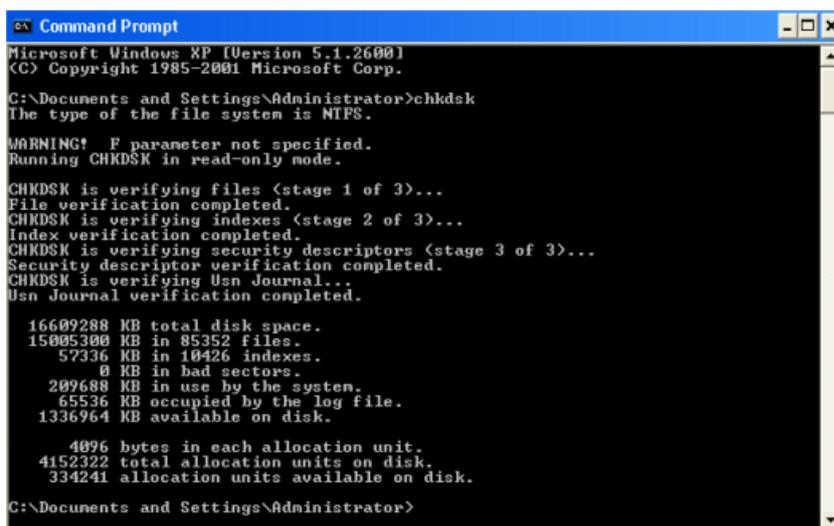 Command Prompt
Microsoft Windows XP [Version 5.1.2600]
(C) Copyright 1985-2001 Microsoft Corp.
C:\Documents and Settings\Administrator>chkdsk
The type of the file system is NTFS.
WARNING!  F parameter not specified.
Running CHKDSK in read-only mode.
CHKDSK is verifying files (stage 1 of 3)...
File verification completed.
CHKDSK is verifying indexes (stage 2 of 3)...
Index verification completed.
CHKDSK is verifying security descriptors (stage 3 of 3)...
Security descriptor verification completed.
CHKDSK is verifying Usn Journal...
Usn Journal verification completed.
16609288 KB total disk space.
15005300 KB in 85352 files.
57336 KB in 10426 indexes.
0 KB in bad sectors.
209688 KB in use by the system.
65536 KB occupied by the log file.
1336964 KB available on disk.
4096 bytes in each allocation unit.
4152322 total allocation units on disk.
334241 allocation units available on disk.
C:\Documents and Settings\Administrator>